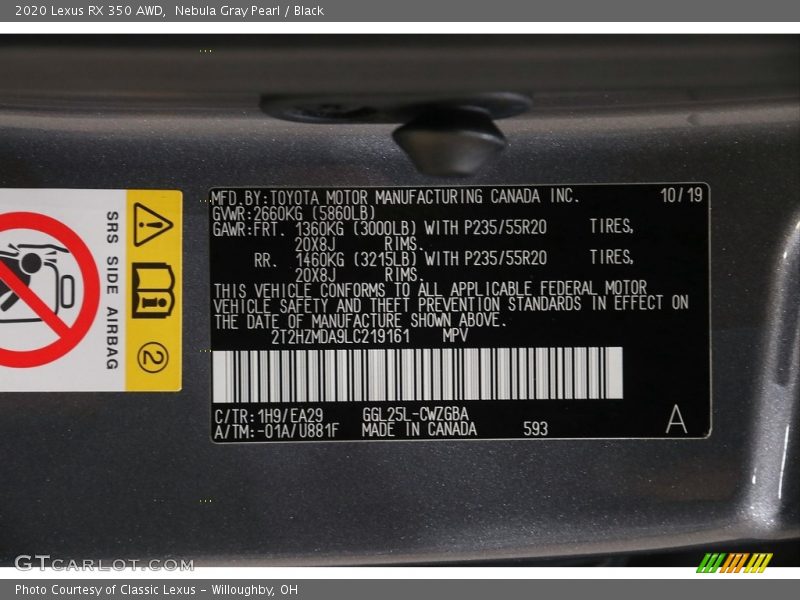 2020 Lexus RX 350 AWD, Nebula Gray Pearl / Black
SRS SIDE AIRBAG
2
MFD.BY:TOYOTA MOTOR MANUFACTURING CANADA INC. 10/19
GVWR:2660KG (5860LB)
GAWR:FRT. 1360KG (3000LB) WITH P235/55R20 TIRES,
20X8J RIMS.
RR. 1460KG (3215LB) WITH P235/55R20 TIRES,
20X8J RIMS.
THIS VEHICLE CONFORMS TO ALL APPLICABLE FEDERAL MOTOR
VEHICLE SAFETY AND THEFT PREVENTION STANDARDS IN EFFECT ON
THE DATE OF MANUFACTURE SHOWN ABOVE.
2T2HZMDA9LC219161 MPV
C/TR:1H9/EA29 GGL25L-CWZGBA
A/TM:-01A/U881F MADE IN CANADA 593 A
GTCARLOT.COM
Photo Courtesy of Classic Lexus - Willoughby, OH